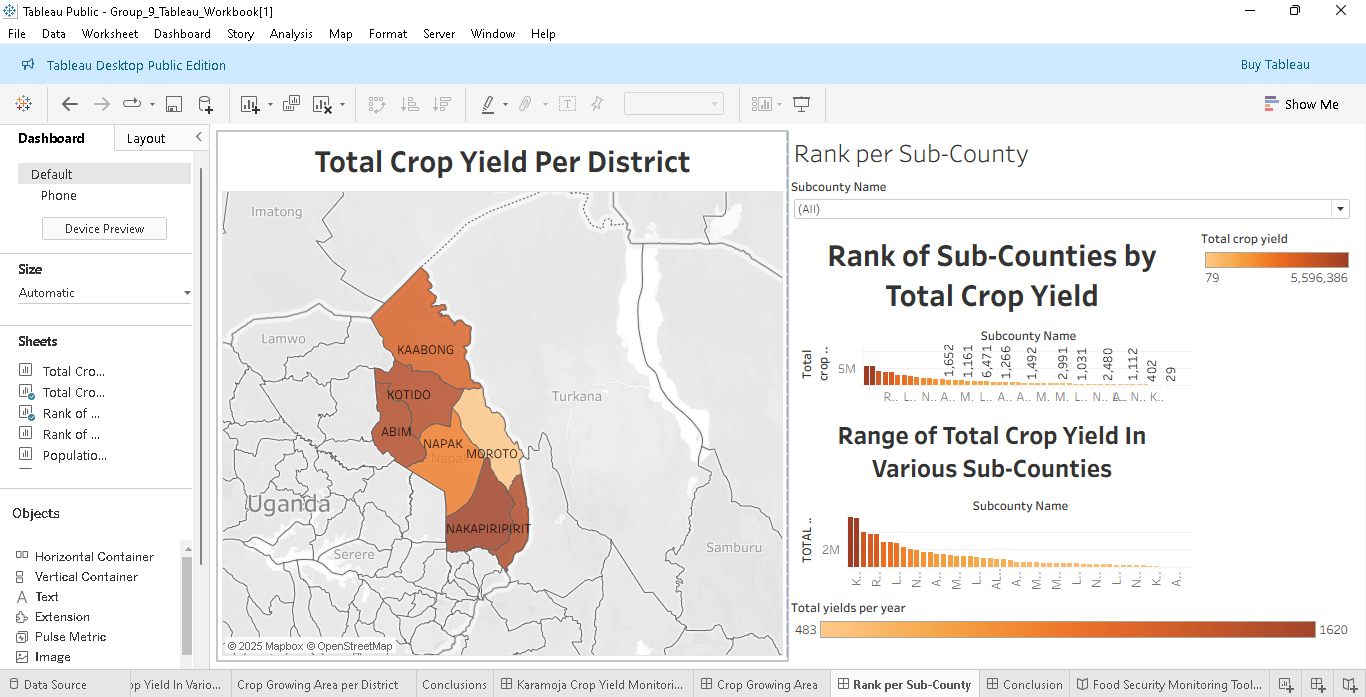 Tableau Public - Group_9_Tableau_Workbook[1]
File Data Worksheet Dashboard Story Analysis Map Format Server Window Help
Tableau Desktop Public Edition
Buy Tableau
Show Me
Dashboard
Layout
Default
Phone
Device Preview
Size
Automatic
Sheets
Total Cro...
Total Cro...
Rank of ...
Rank of ...
Populatio...
Objects
Horizontal Container
Vertical Container
Text
Extension
Pulse Metric
Image
Total Crop Yield Per District
Imatong
Lamwo
KAABONG
KOTIDO
Turkana
ABIM
NAPAK
Napak
MOROTO
Uganda
NAKAPIRIPIRIT
Serere
Samburu
© 2025 Mapbox © OpenStreetMap
Rank per Sub-County
Subcounty Name
(All)
Total crop yield
79 5,596,386
Rank of Sub-Counties by
Total Crop Yield
Subcounty Name
Total
crop ..
5M
1,652 1,161 6,471 1,266 1,492 2,991 1,031 2,480 1,112 402 29
R.. L.. N.. A.. M. L.. A.. A.. M. M. L.. N.. A.. N.. K..
Range of Total Crop Yield In
Various Sub-Counties
Subcounty Name
TOTAL ..
2M
K.. R.. L.. N.. A.. M.. L.. AL.. A.. M.. M.. L.. N.. L.. N.. K.. A..
Total yields per year
483 1620
Data Source
op Yield In Vario...
Crop Growing Area per District
Conclusions
Karamoja Crop Yield Monitori...
Crop Growing Area
Rank per Sub-County
Conclusion
Food Security Monitoring Tool...